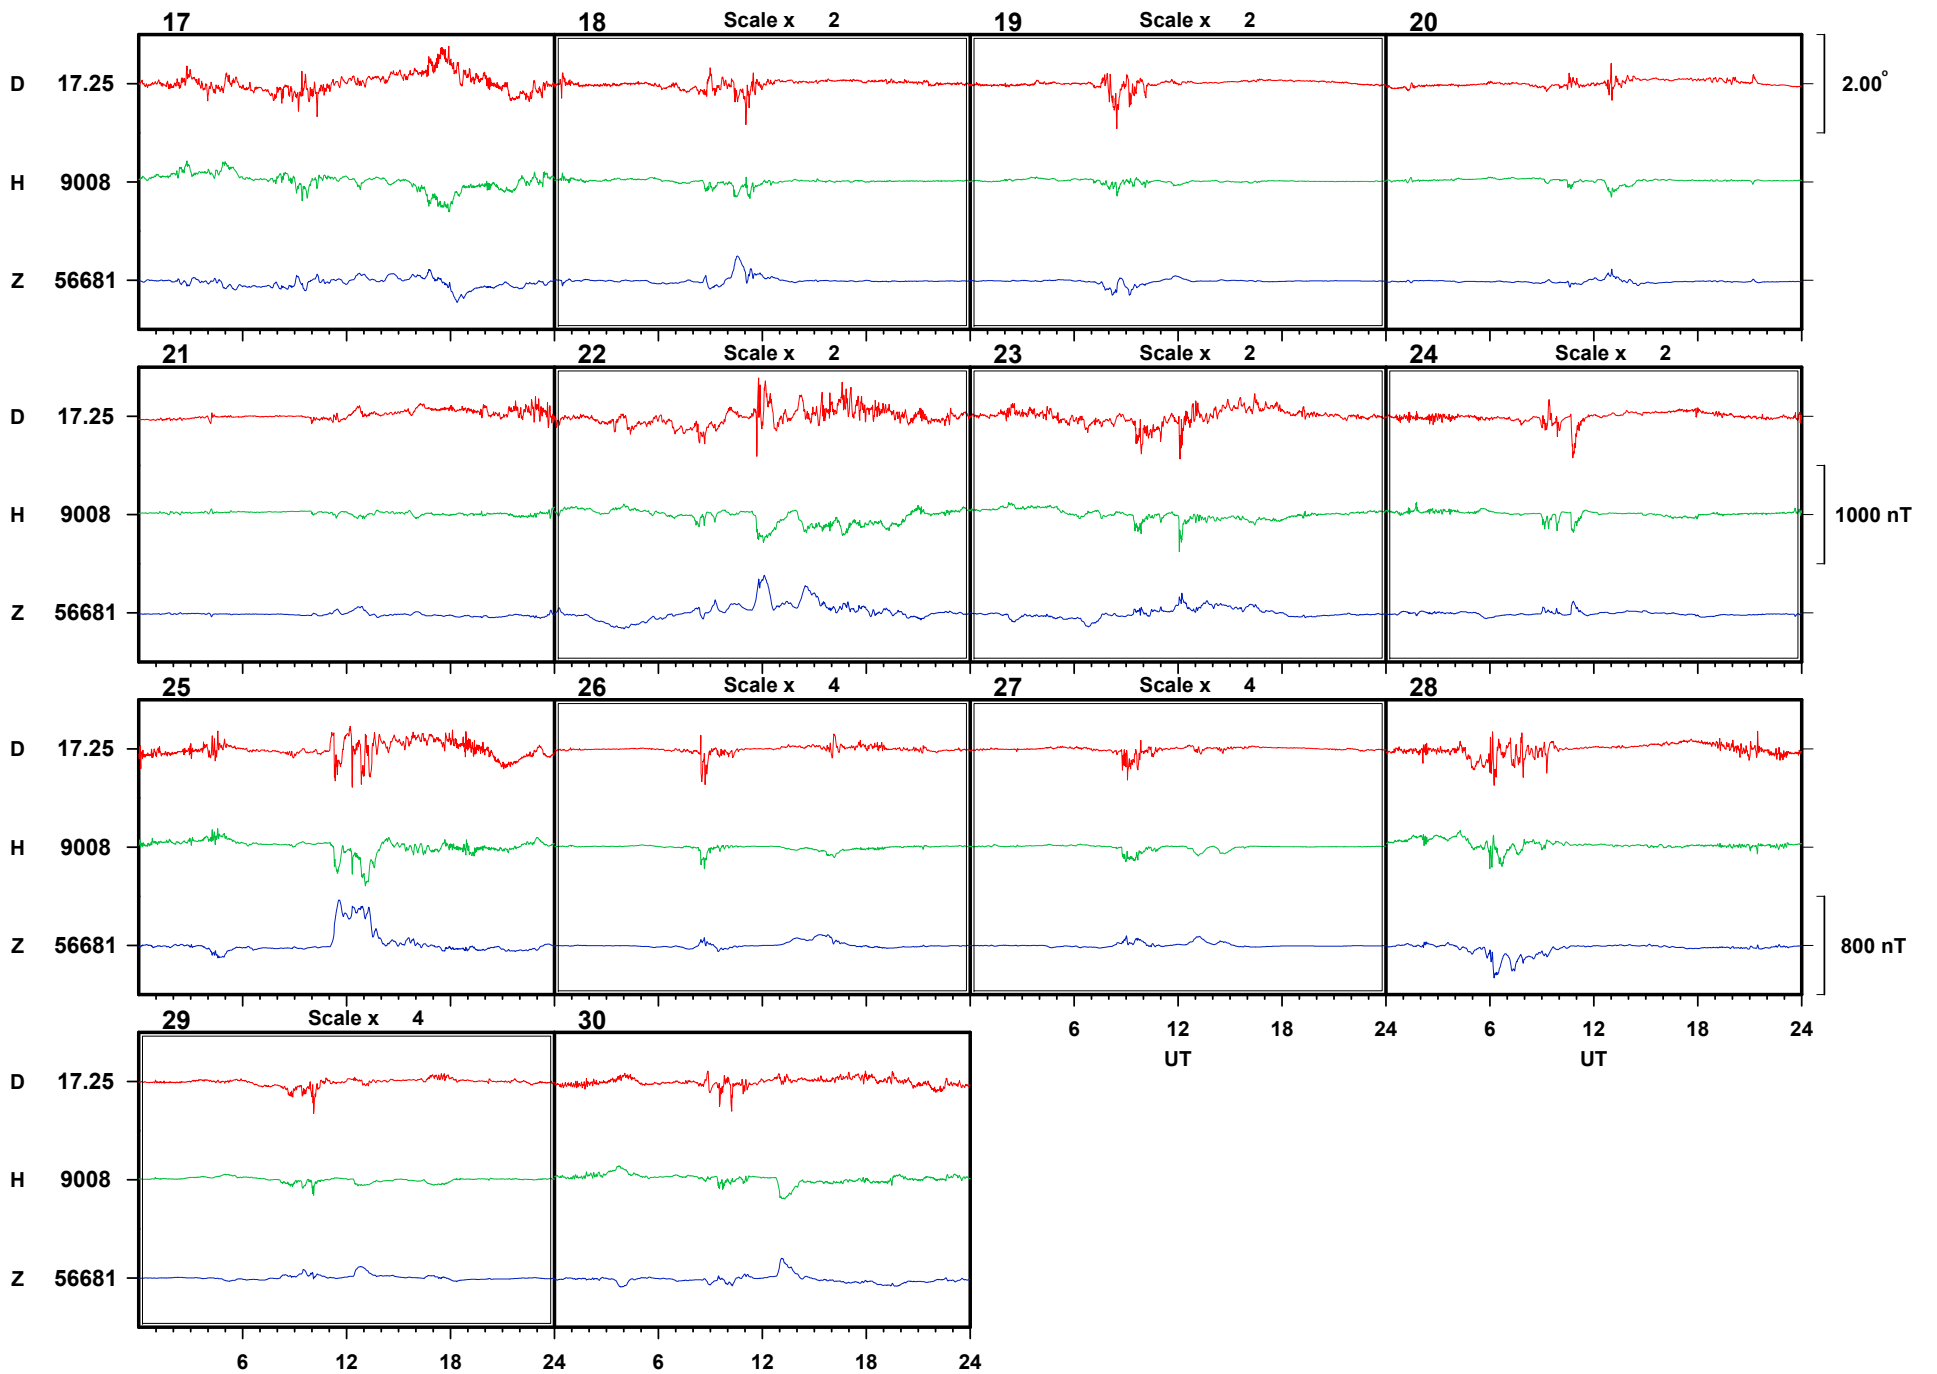 17 18 Scale x 2 19 Scale x 2 20
D 17.25 2.00°
H 9008
Z 56681
21 22 Scale x 2 23 Scale x 2 24 Scale x 2
D 17.25
H 9008 1000 nT
Z 56681
25 26 Scale x 4 27 Scale x 4 28
D 17.25
H 9008
Z 56681 800 nT
29 Scale x 4 30 6 12 18 24 6 12 18 24
UT UT
D 17.25
H 9008
Z 56681
6 12 18 24 6 12 18 24